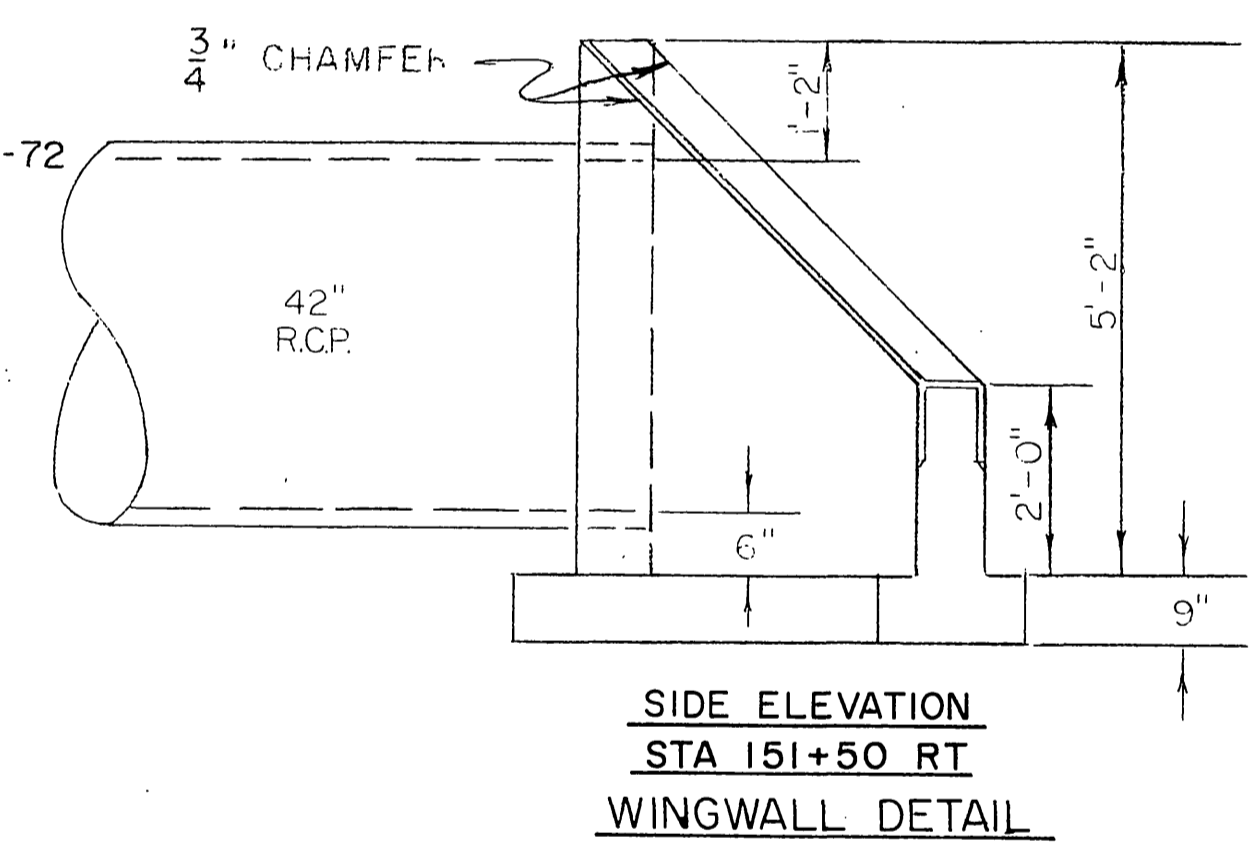 3/4" CHAMFER
1'-2"
-72
42"
R.C.P.
5'-2"
2'-0"
6"
9"
SIDE ELEVATION
STA 151+50 RT
WINGWALL DETAIL